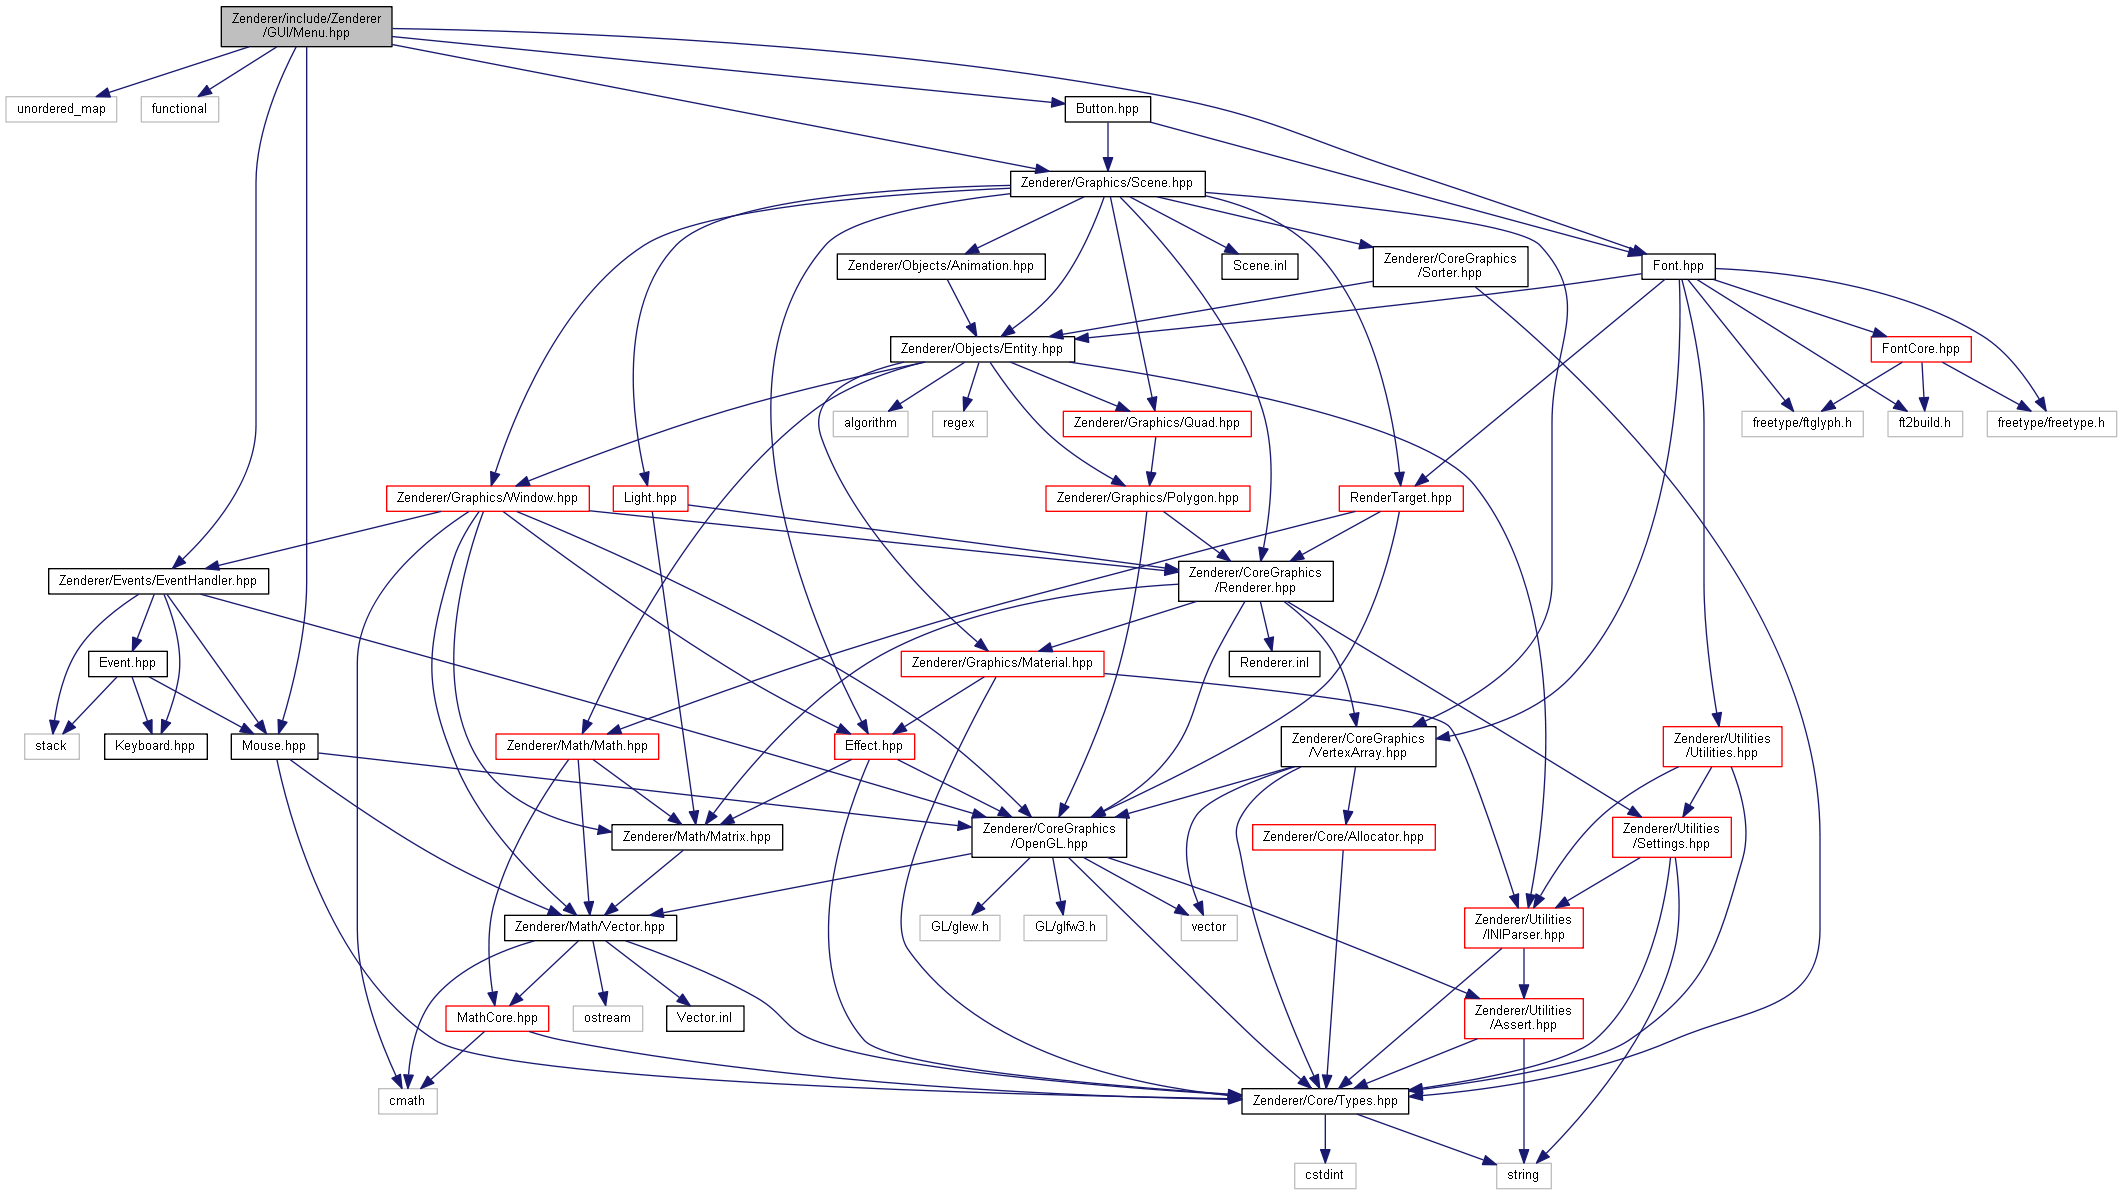 Zenderer/include/Zenderer
/GUI/Menu.hpp
unordered_map
functional
Button.hpp
Zenderer/Graphics/Scene.hpp
Zenderer/Objects/Animation.hpp
Scene.inl
Zenderer/CoreGraphics
/Sorter.hpp
Font.hpp
Zenderer/Objects/Entity.hpp
FontCore.hpp
algorithm
regex
Zenderer/Graphics/Quad.hpp
freetype/ftglyph.h
ft2build.h
freetype/freetype.h
Zenderer/Graphics/Window.hpp
Light.hpp
Zenderer/Graphics/Polygon.hpp
RenderTarget.hpp
Zenderer/Events/EventHandler.hpp
Zenderer/CoreGraphics
/Renderer.hpp
Event.hpp
Zenderer/Graphics/Material.hpp
Renderer.inl
stack
Keyboard.hpp
Mouse.hpp
Zenderer/Math/Math.hpp
Effect.hpp
Zenderer/CoreGraphics
/VertexArray.hpp
Zenderer/Utilities
/Utilities.hpp
Zenderer/Math/Matrix.hpp
Zenderer/CoreGraphics
/OpenGL.hpp
Zenderer/Core/Allocator.hpp
Zenderer/Utilities
/Settings.hpp
Zenderer/Math/Vector.hpp
GL/glew.h
GL/glfw3.h
vector
Zenderer/Utilities
/INIParser.hpp
MathCore.hpp
ostream
Vector.inl
Zenderer/Utilities
/Assert.hpp
cmath
Zenderer/Core/Types.hpp
cstdint
string